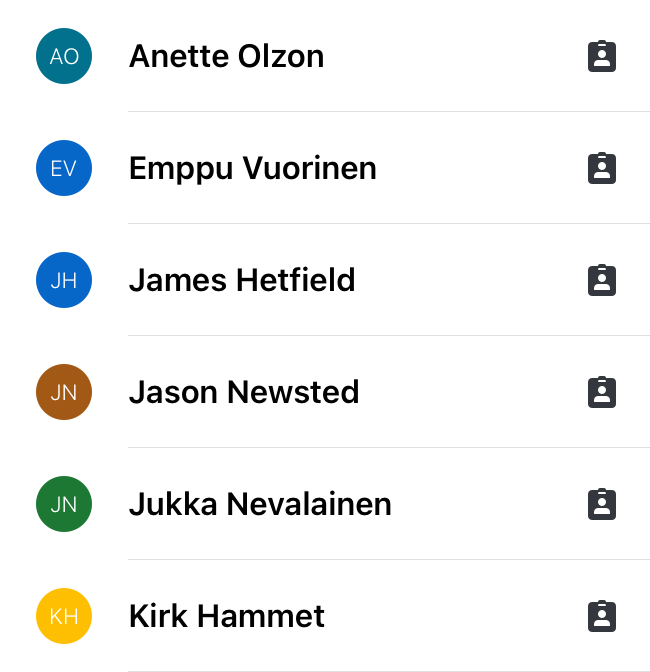 AO Anette Olzon
EV Emppu Vuorinen
JH James Hetfield
JN Jason Newsted
JN Jukka Nevalainen
KH Kirk Hammet